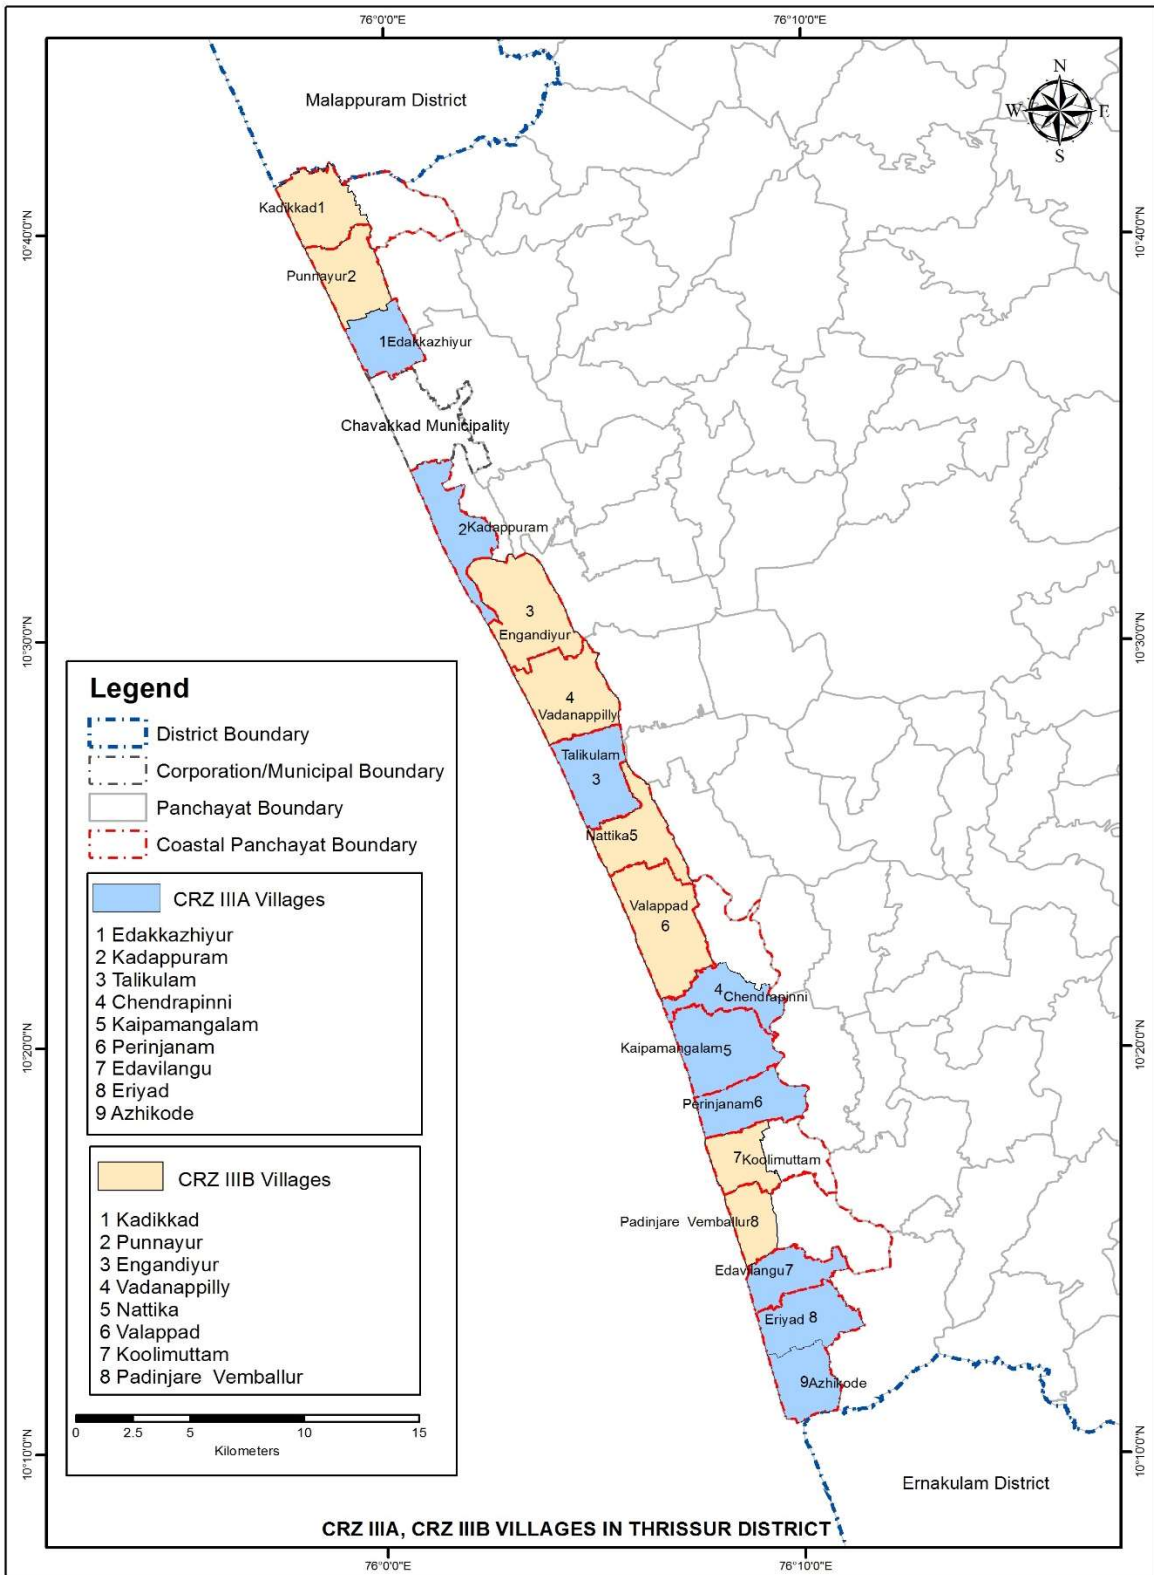 76°0'0"E
76°10'0"E
Malappuram District
N
W
E
S
Kadikkad1
10°40'0"N
10°40'0"N
Punnayur2
1Edakkazhiyur
Chavakkad Municipality
2Kadappuram
3
Engandiyur
10°30'0"N
10°30'0"N
4
Vadanappilly
Talikulam
3
Nattika5
Valappad
6
4
Chendrapinni
Kaipamangalam5
10°20'0"N
10°20'0"N
Perinjanam6
7Koolimuttam
Padinjare Vemballur8
Edavilangu7
Eriyad 8
9Azhikode
10°10'0"N
10°10'0"N
Ernakulam District
Legend
District Boundary
Corporation/Municipal Boundary
Panchayat Boundary
Coastal Panchayat Boundary
CRZ IIIA Villages
1 Edakkazhiyur
2 Kadappuram
3 Talikulam
4 Chendrapinni
5 Kaipamangalam
6 Perinjanam
7 Edavilangu
8 Eriyad
9 Azhikode
CRZ IIIB Villages
1 Kadikkad
2 Punnayur
3 Engandiyur
4 Vadanappilly
5 Nattika
6 Valappad
7 Koolimuttam
8 Padinjare Vemballur
0 2.5 5 10 15
Kilometers
CRZ IIIA, CRZ IIIB VILLAGES IN THRISSUR DISTRICT
76°0'0"E
76°10'0"E